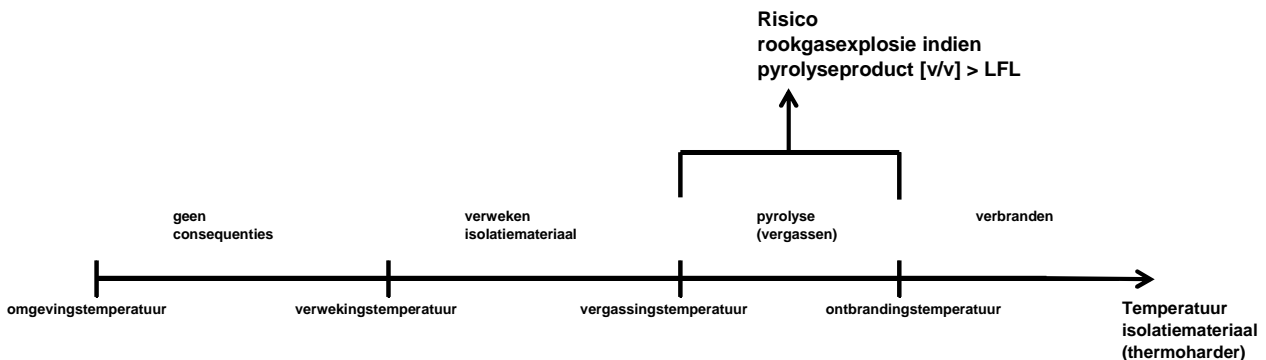 Risico
rookgasexplosie indien
pyrolyseproduct [v/v] > LFL
geen
consequenties
verweken
isolatiemateriaal
pyrolyse
(vergassen)
verbranden
omgevingstemperatuur
verwekingstemperatuur
vergassingstemperatuur
ontbrandingstemperatuur
Temperatuur
isolatiemateriaal
(thermoharder)